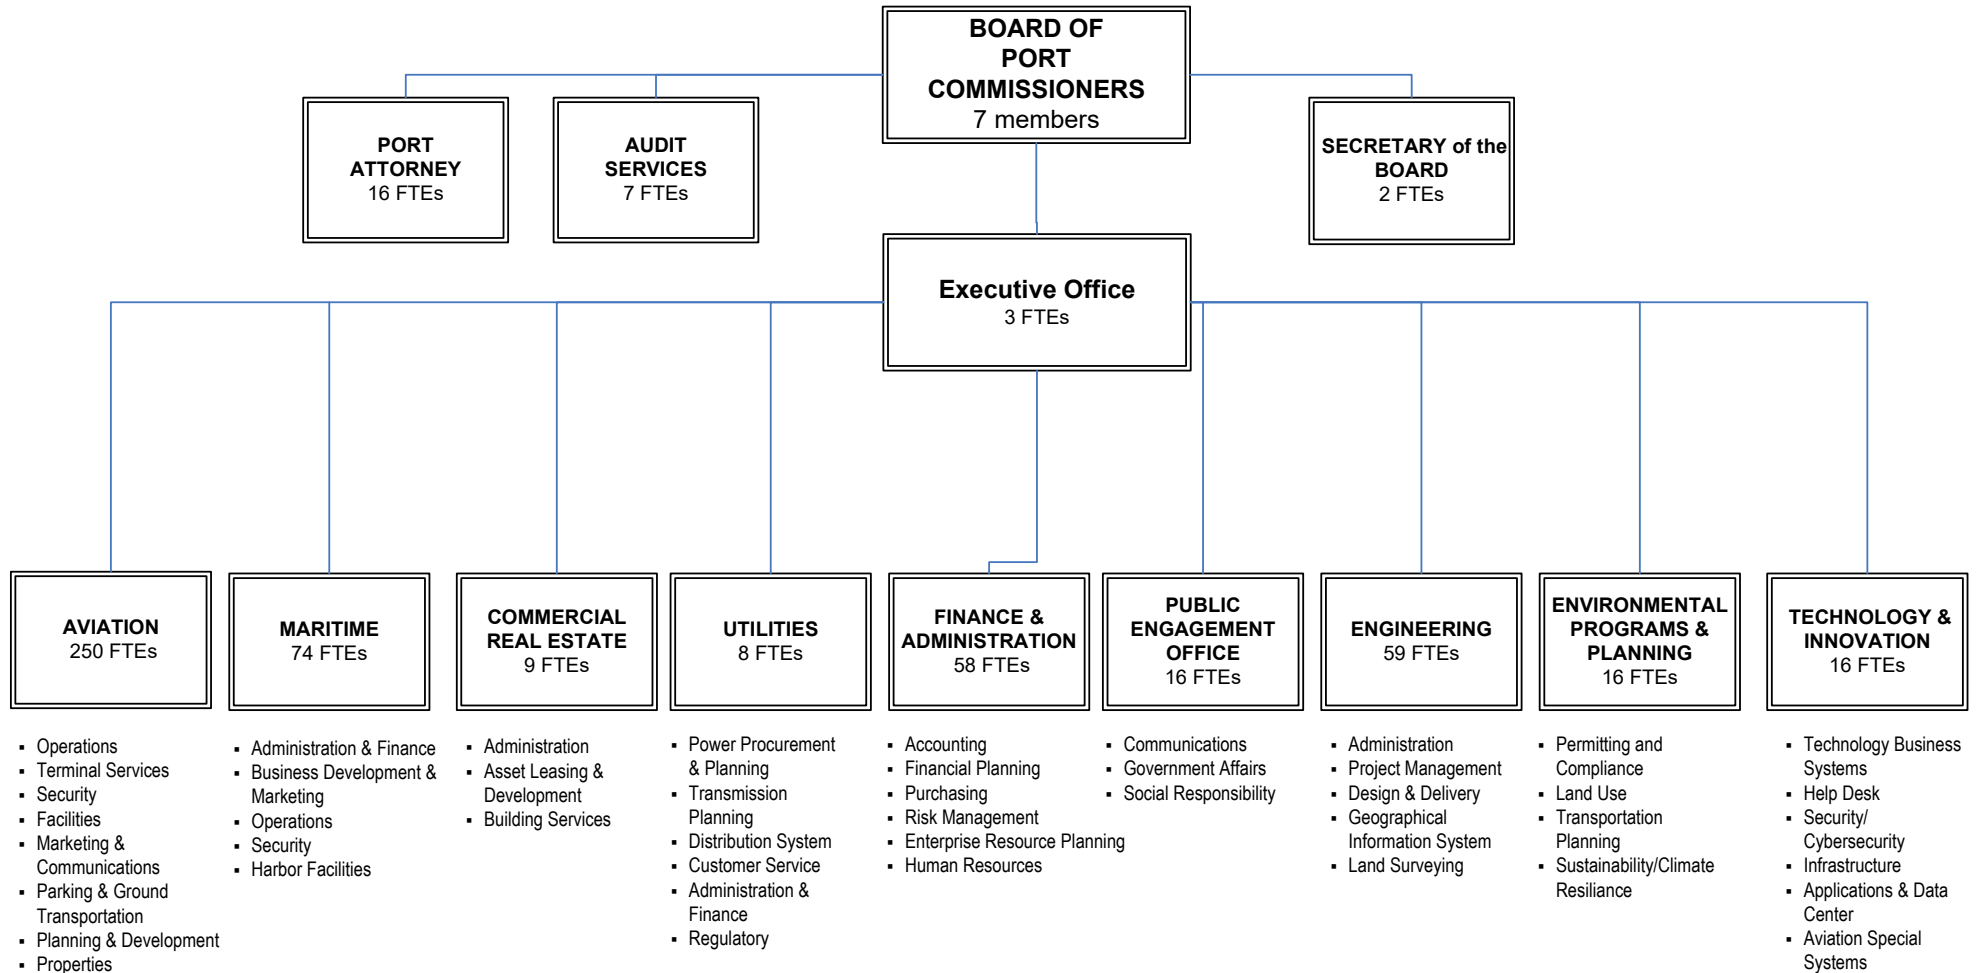 BOARD OF
PORT
COMMISSIONERS
7 members
PORT
ATTORNEY
16 FTEs
AUDIT
SERVICES
7 FTEs
SECRETARY of the
BOARD
2 FTEs
Executive Office
3 FTEs
AVIATION
250 FTEs
▪ Operations
▪ Terminal Services
▪ Security
▪ Facilities
▪ Marketing &
Communications
▪ Parking & Ground
Transportation
▪ Planning & Development
▪ Properties
MARITIME
74 FTEs
▪ Administration & Finance
▪ Business Development &
Marketing
▪ Operations
▪ Security
▪ Harbor Facilities
COMMERCIAL
REAL ESTATE
9 FTEs
▪ Administration
▪ Asset Leasing &
Development
▪ Building Services
UTILITIES
8 FTEs
▪ Power Procurement
& Planning
▪ Transmission
Planning
▪ Distribution System
▪ Customer Service
▪ Administration &
Finance
▪ Regulatory
FINANCE &
ADMINISTRATION
58 FTEs
▪ Accounting
▪ Financial Planning
▪ Purchasing
▪ Risk Management
▪ Enterprise Resource Planning
▪ Human Resources
PUBLIC
ENGAGEMENT
OFFICE
16 FTEs
▪ Communications
▪ Government Affairs
▪ Social Responsibility
ENGINEERING
59 FTEs
▪ Administration
▪ Project Management
▪ Design & Delivery
▪ Geographical
Information System
▪ Land Surveying
ENVIRONMENTAL
PROGRAMS &
PLANNING
16 FTEs
▪ Permitting and
Compliance
▪ Land Use
▪ Transportation
Planning
▪ Sustainability/Climate
Resiliance
TECHNOLOGY &
INNOVATION
16 FTEs
▪ Technology Business
Systems
▪ Help Desk
▪ Security/
Cybersecurity
▪ Infrastructure
▪ Applications & Data
Center
▪ Aviation Special
Systems